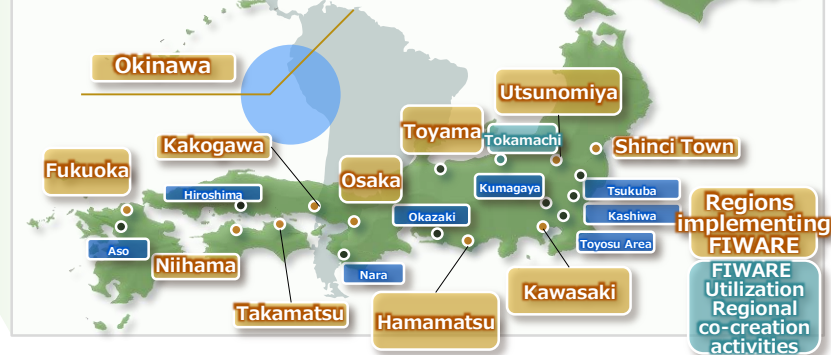 Okinawa
Utsunomiya
Toyama
Tokamachi
Kakogawa
Shinci Town
Fukuoka
Osaka
Hiroshima
Kumagaya
Tsukuba
Okazaki
Kashiwa
Regions
implementing
FIWARE
Aso
Toyosu Area
Niihama
Nara
FIWARE
Utilization
Regional
co-creation
activities
Kawasaki
Takamatsu
Hamamatsu